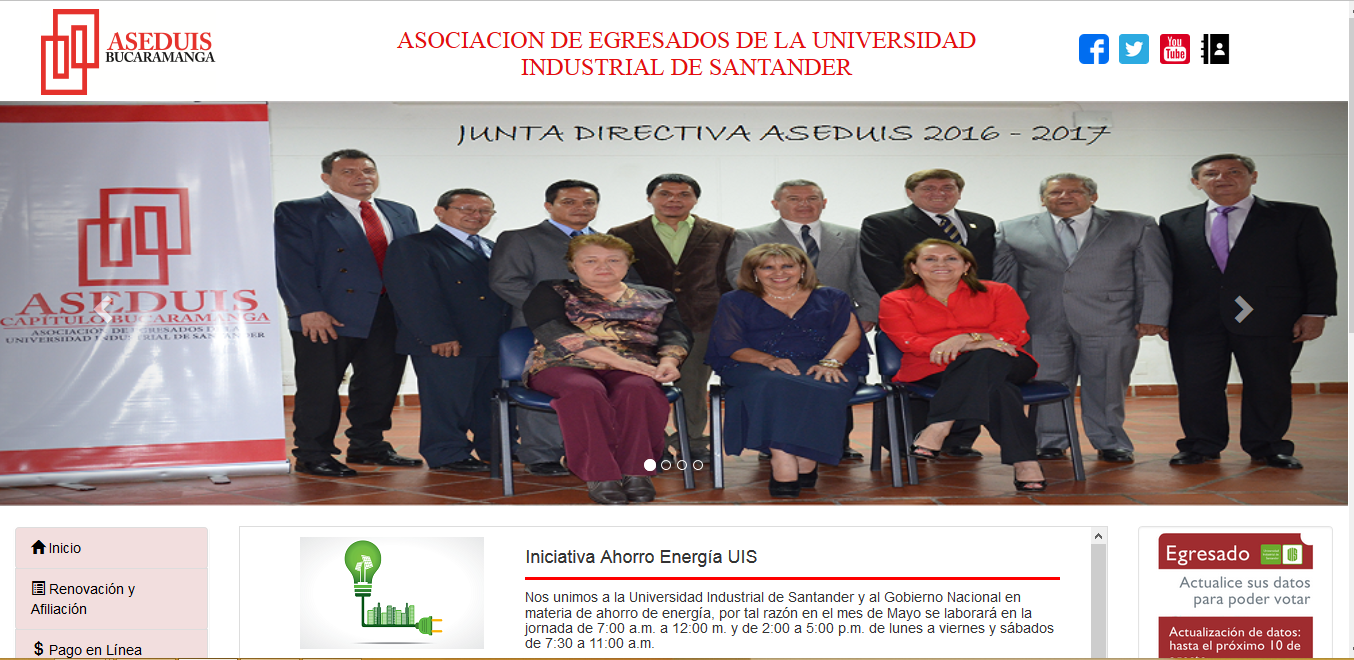 ASEDUIS
BUCARAMANGA
ASOCIACION DE EGRESADOS DE LA UNIVERSIDAD
INDUSTRIAL DE SANTANDER
You
Tube
JUNTA DIRECTIVA ASEDUIS 2016 - 2017
ASEDUIS
CAPITULO BUCARAMANGA
ASOCIACIÓN DE EGRESADOS DE LA
UNIVERSIDAD INDUSTRIAL DE SANTANDER
Inicio
Renovación y
Afiliación
$ Pago en Línea
Iniciativa Ahorro Energía UIS
Nos unimos a la Universidad Industrial de Santander y al Gobierno Nacional en
materia de ahorro de energía, por tal razón en el mes de Mayo se laborará en la
jornada de 7:00 a.m. a 12:00 m. y de 2:00 a 5:00 p.m. de lunes a viernes y sábados
de 7:30 a 11:00 a.m.
Egresado
UIS
Actualice sus datos
para poder votar
Actualización de datos:
hasta el próximo 10 de